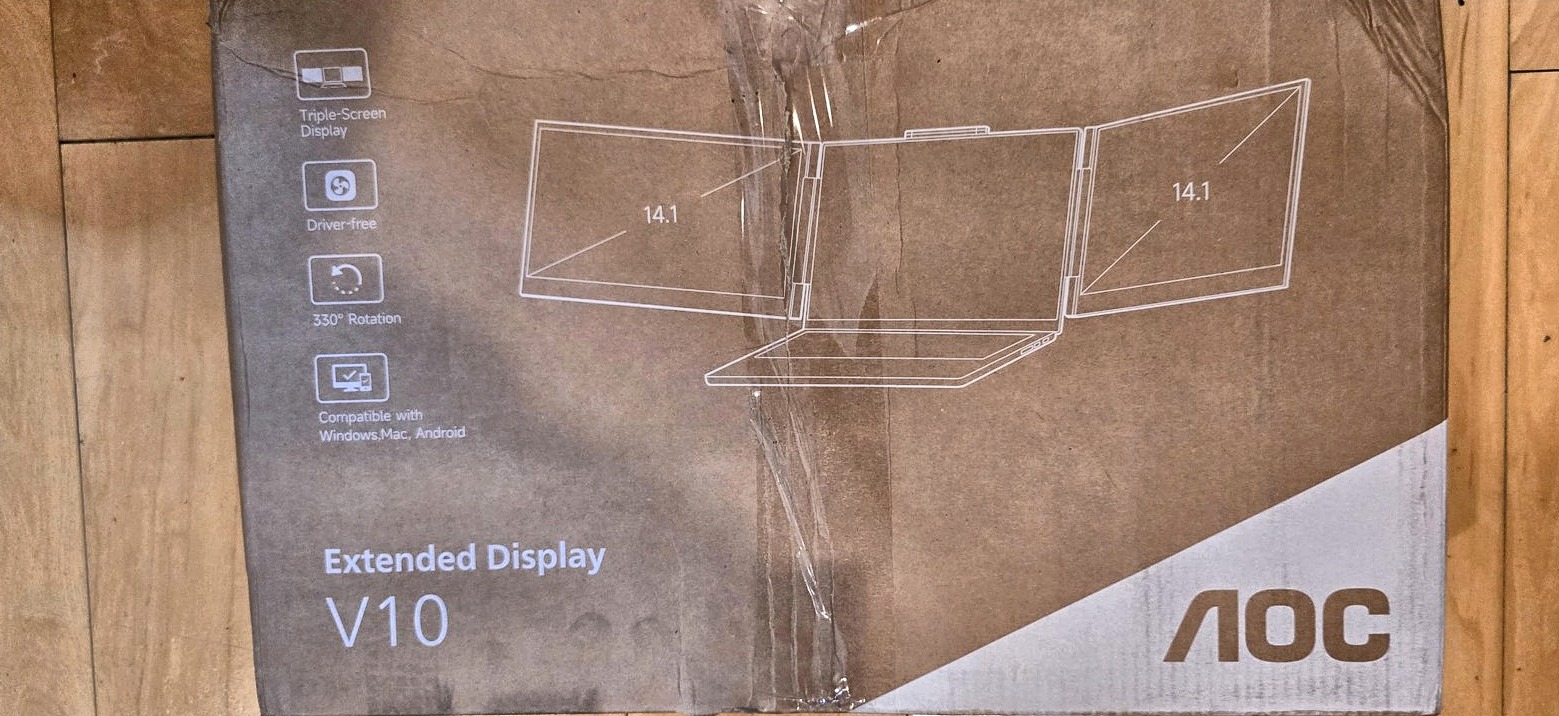 Triple-Screen
Display
Driver-free
330° Rotation
Compatible with
Windows,Mac, Android
14.1
14.1
Extended Display
V10
AOC